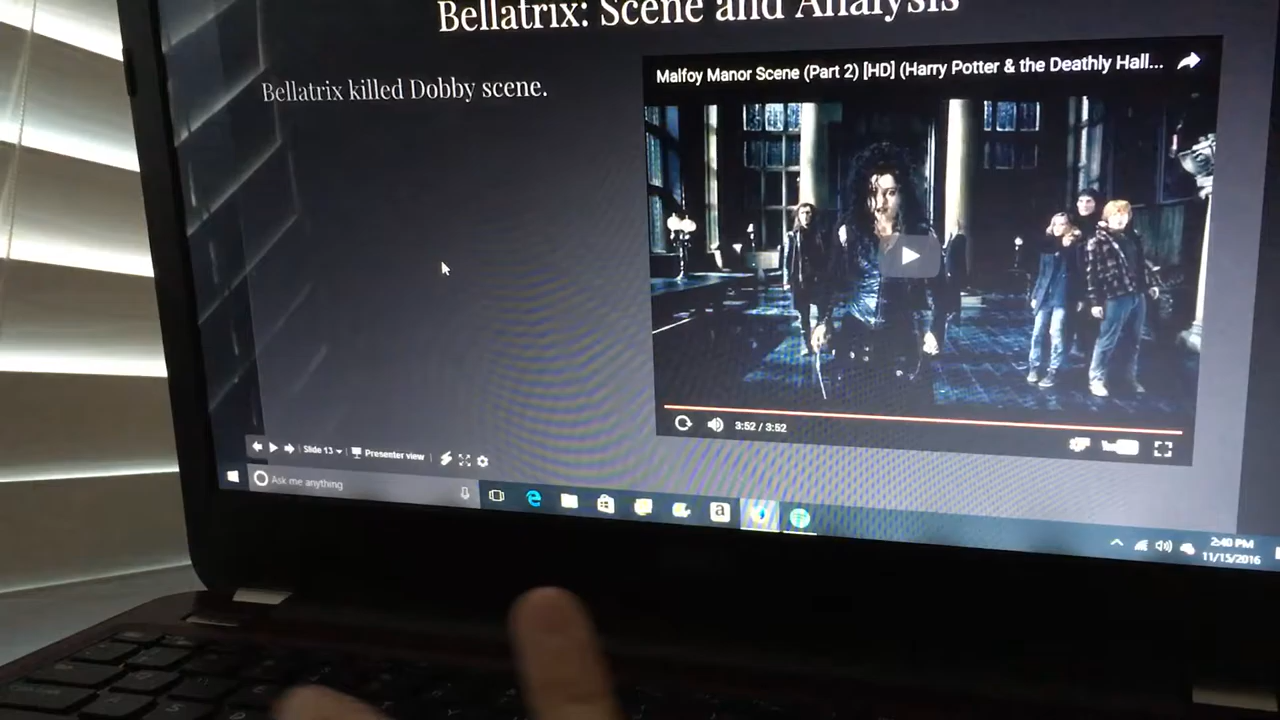 Bellatrix: Scene and Analysis
Bellatrix killed Dobby scene.
Malfoy Manor Scene (Part 2) [HD] (Harry Potter & the Deathly Hall...
3:52 / 3:52
Slide 13
Presenter view
Ask me anything
2:40 PM
11/15/2016